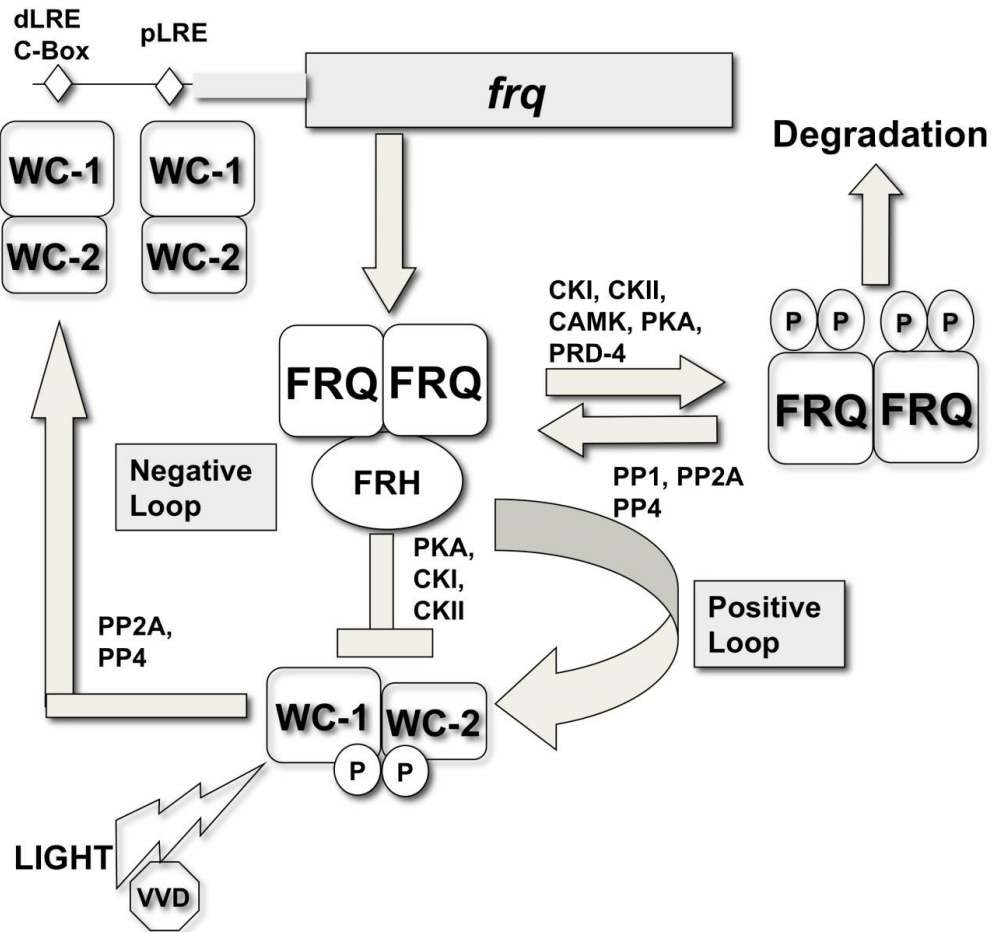 dLRE
C-Box
pLRE
frq
WC-1
WC-1
WC-2
WC-2
Degradation
CKI, CKII,
CAMK, PKA,
PRD-4
P P P P
FRQ FRQ
FRQ FRQ
PP1, PP2A
PP4
Negative
Loop
FRH
PKA,
CKI,
CKII
Positive
Loop
PP2A,
PP4
WC-1 WC-2
P P
LIGHT
VVD